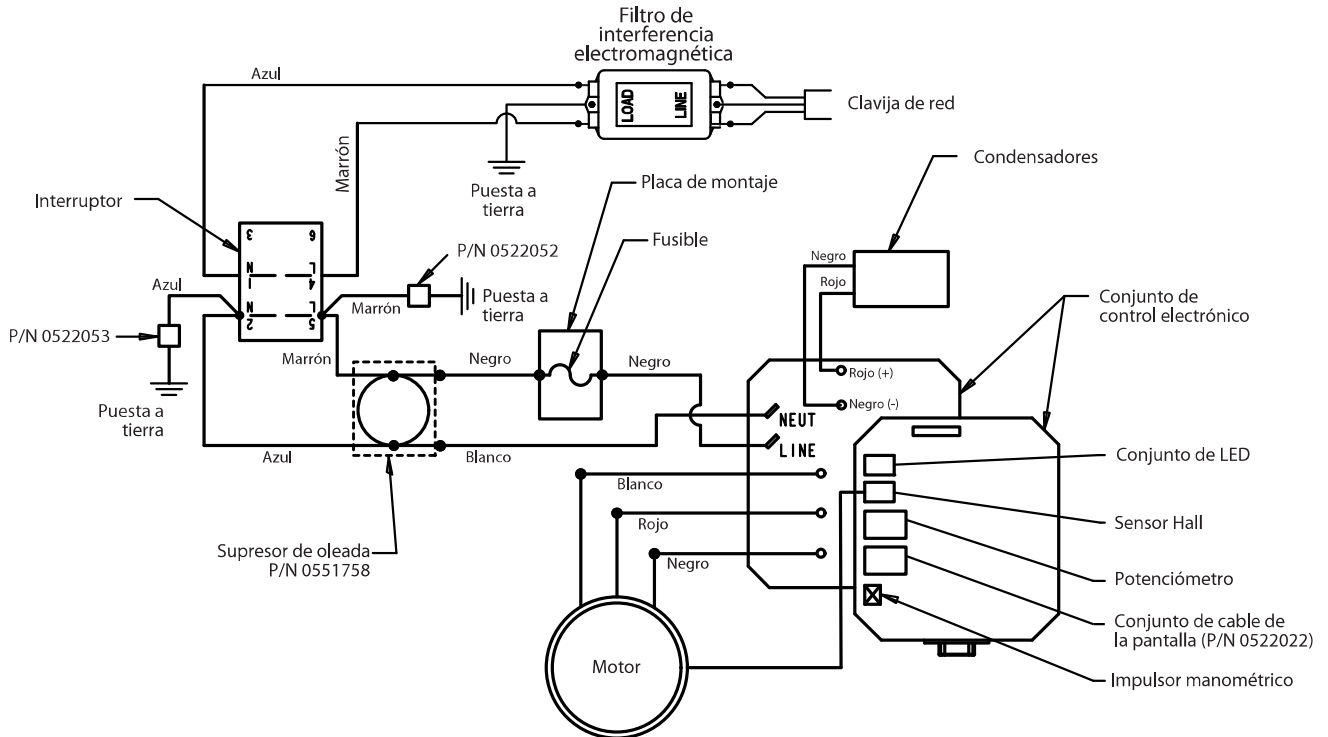 Filtro de
interferencia
electromagnética
Azul
LOAD
LINE
Clavija de red
Marrón
Puesta a
tierra
Condensadores
Placa de montaje
Interruptor
3
6
P/N 0522052
Fusible
N
1
L
4
Negro
Rojo
Azul
N
2
L
5
Marrón
Puesta a
tierra
Conjunto de
control electrónico
P/N 0522053
Marrón
Negro
Negro
Rojo (+)
Puesta a
tierra
Negro (-)
NEUT
LINE
Azul
Blanco
Conjunto de LED
Blanco
Rojo
Sensor Hall
Supresor de oleada
P/N 0551758
Negro
Potenciómetro
Conjunto de cable de
la pantalla (P/N 0522022)
Motor
Impulsor manométrico